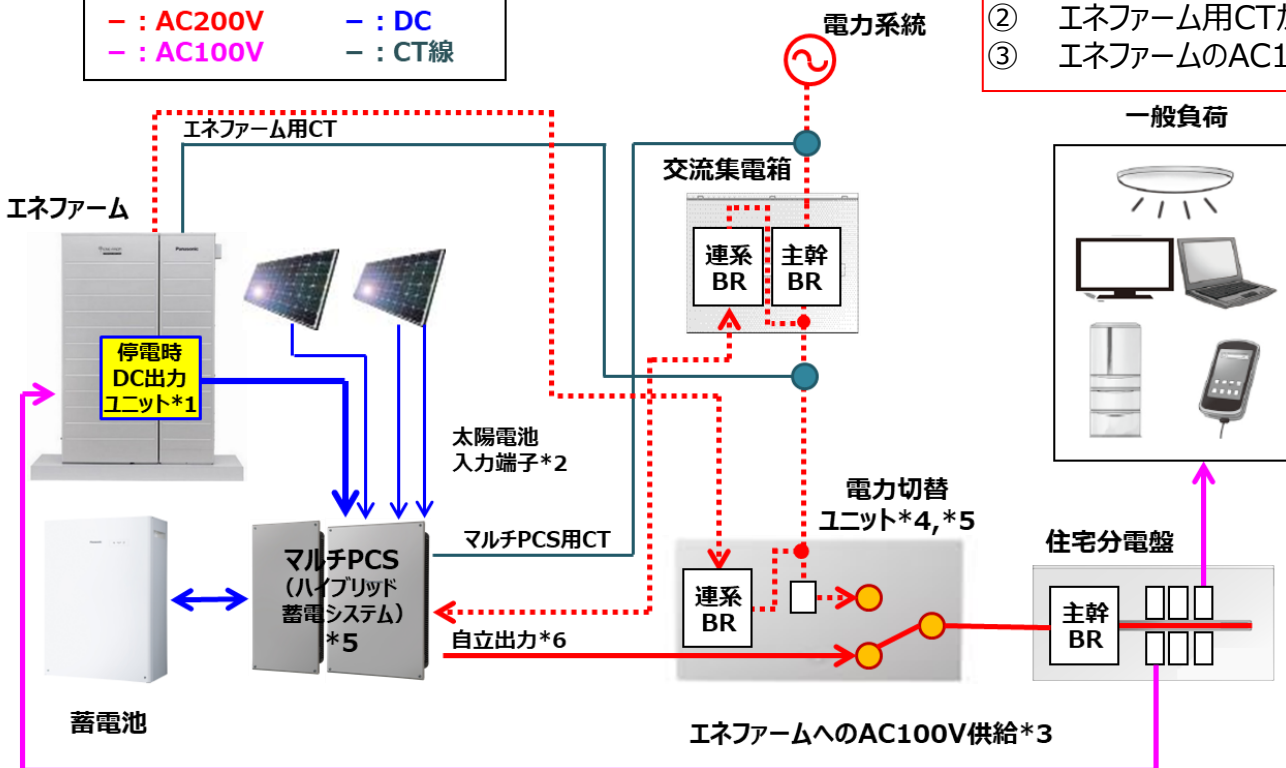 －：AC200V　－：DC
－：AC100V　－：CT線
電力系統
②　エネファーム用CTが
③　エネファームのAC1
一般負荷
エネファーム用CT
交流集電箱
エネファーム
連系
BR
主幹
BR
Panasonic
停電時
DC出力
ユニット*1
太陽電池
入力端子*2
電力切替
ユニット*4,*5
マルチPCS用CT
住宅分電盤
マルチPCS
（ハイブリッド
蓄電システム）
*5
連系
BR
主幹
BR
自立出力*6
蓄電池
エネファームへのAC100V供給*3